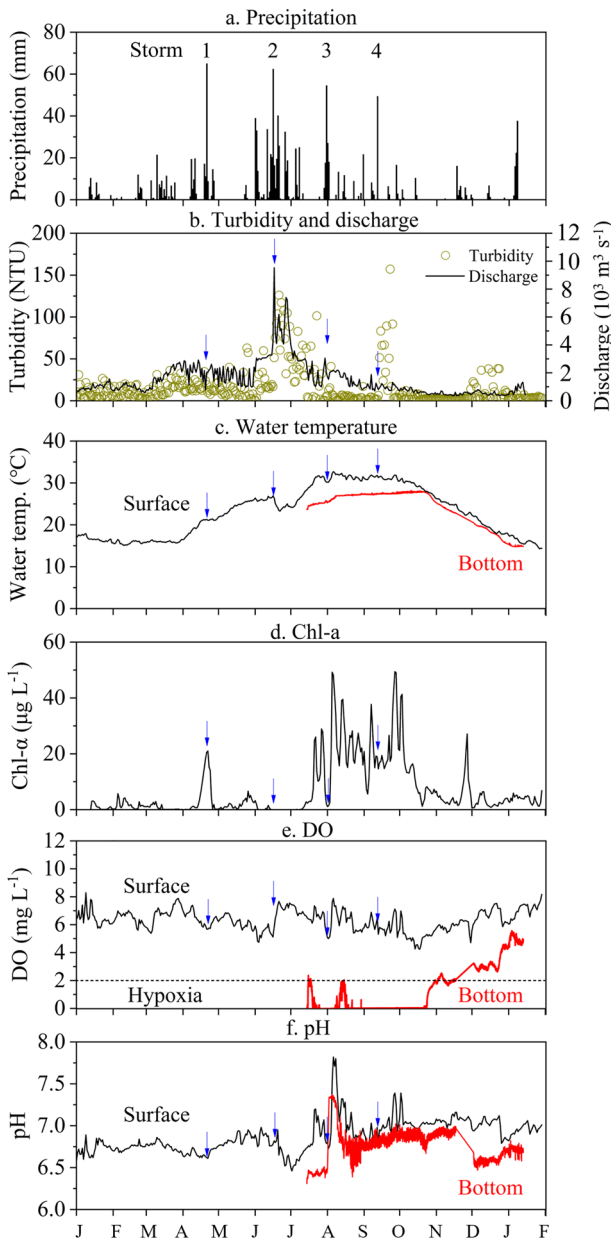 a. Precipitation
Precipitation (mm)
80
60
40
20
0
Storm 1 2 3 4
b. Turbidity and discharge
Turbidity (NTU)
200
150
100
50
0
Turbidity
Discharge
12
10
8
6
4
2
0
Discharge (10³ m³ s⁻¹)
c. Water temperature
Water temp. (°C)
40
30
20
10
0
Surface
Bottom
d. Chl-a
Chl-α (μg L⁻¹)
60
40
20
0
e. DO
DO (mg L⁻¹)
12
10
8
6
4
2
0
Surface
Hypoxia
Bottom
f. pH
pH
8.0
7.5
7.0
6.5
6.0
Surface
Bottom
J F M A M J J A S O N D J F